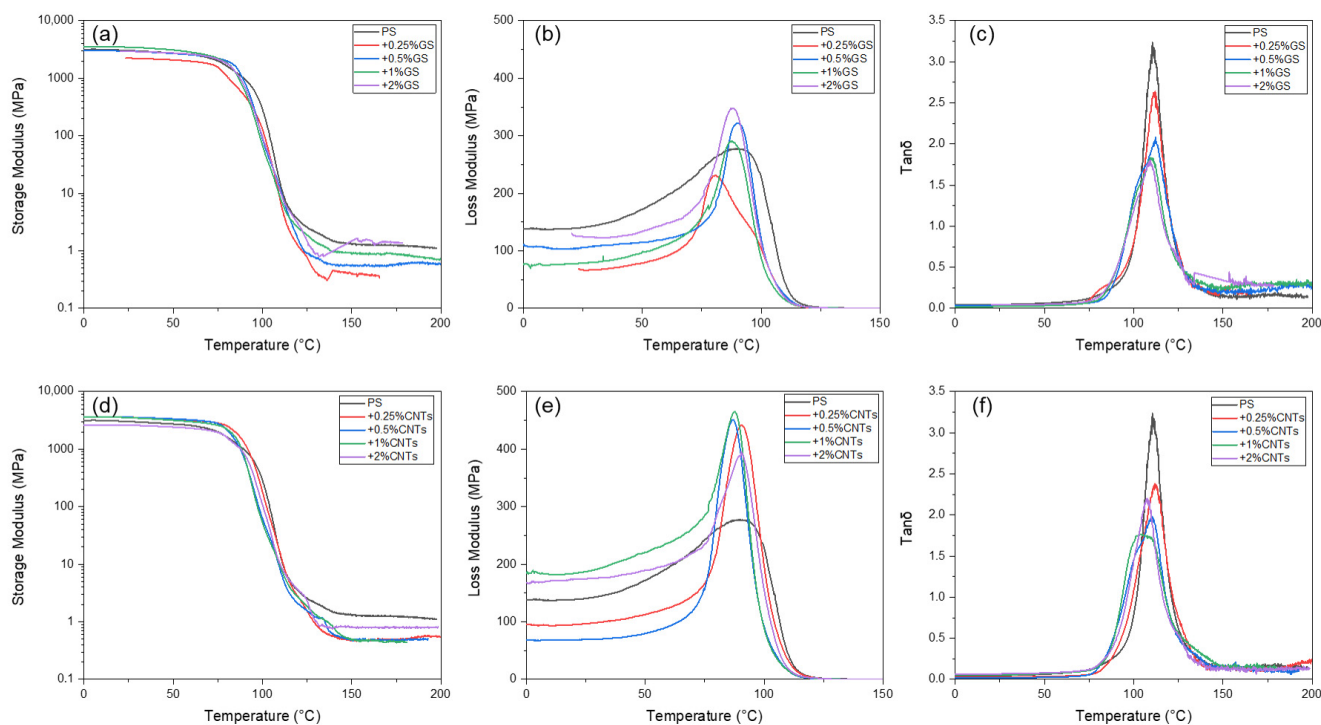 (a)
Storage Modulus (MPa)
10,000
1000
100
10
1
0.1
PS
+0.25%GS
+0.5%GS
+1%GS
+2%GS
0 50 100 150 200
Temperature (°C)
(b)
Loss Modulus (MPa)
500
400
300
200
100
0
PS
+0.25%GS
+0.5%GS
+1%GS
+2%GS
0 50 100 150
Temperature (°C)
(c)
Tanδ
3.5
3.0
2.5
2.0
1.5
1.0
0.5
0.0
PS
+0.25%GS
+0.5%GS
+1%GS
+2%GS
0 50 100 150 200
Temperature (°C)
(d)
Storage Modulus (MPa)
10,000
1000
100
10
1
0.1
PS
+0.25%CNTs
+0.5%CNTs
+1%CNTs
+2%CNTs
0 50 100 150 200
Temperature (°C)
(e)
Loss Modulus (MPa)
500
400
300
200
100
0
PS
+0.25%CNTs
+0.5%CNTs
+1%CNTs
+2%CNTs
0 50 100 150
Temperature (°C)
(f)
Tanδ
3.5
3.0
2.5
2.0
1.5
1.0
0.5
0.0
PS
+0.25%CNTs
+0.5%CNTs
+1%CNTs
+2%CNTs
0 50 100 150 200
Temperature (°C)